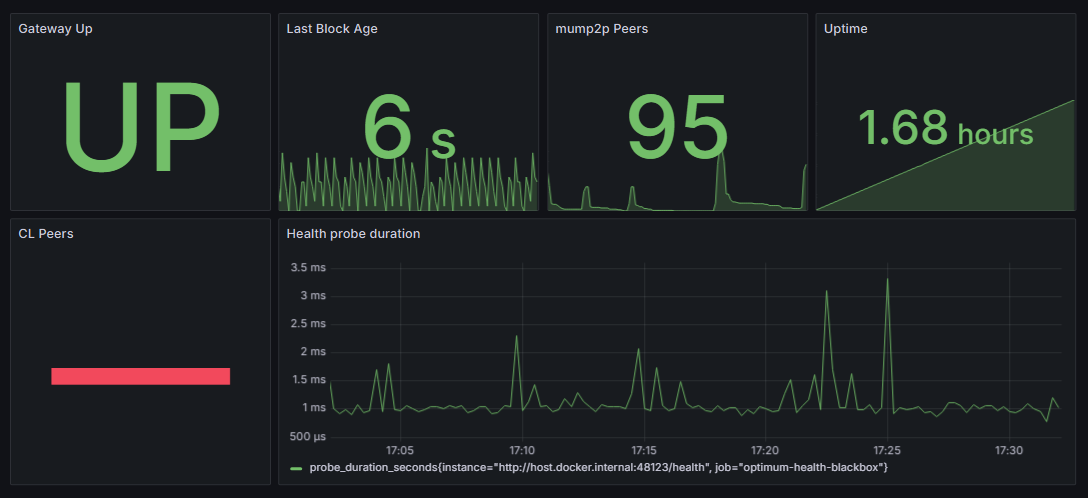 Gateway Up
Last Block Age
mump2p Peers
Uptime
UP
6 s
95
1.68 hours
CL Peers
Health probe duration
3.5 ms
3 ms
2.5 ms
2 ms
1.5 ms
1 ms
500 µs
17:05
17:10
17:15
17:20
17:25
17:30
probe_duration_seconds{instance="http://host.docker.internal:48123/health", job="optimum-health-blackbox"}